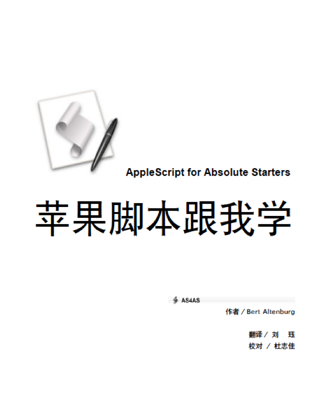 AppleScript for Absolute Starters
苹果脚本跟我学
AS4AS
作者 / Bert Altenburg
翻译 / 刘 珏
校对 / 杜志佳